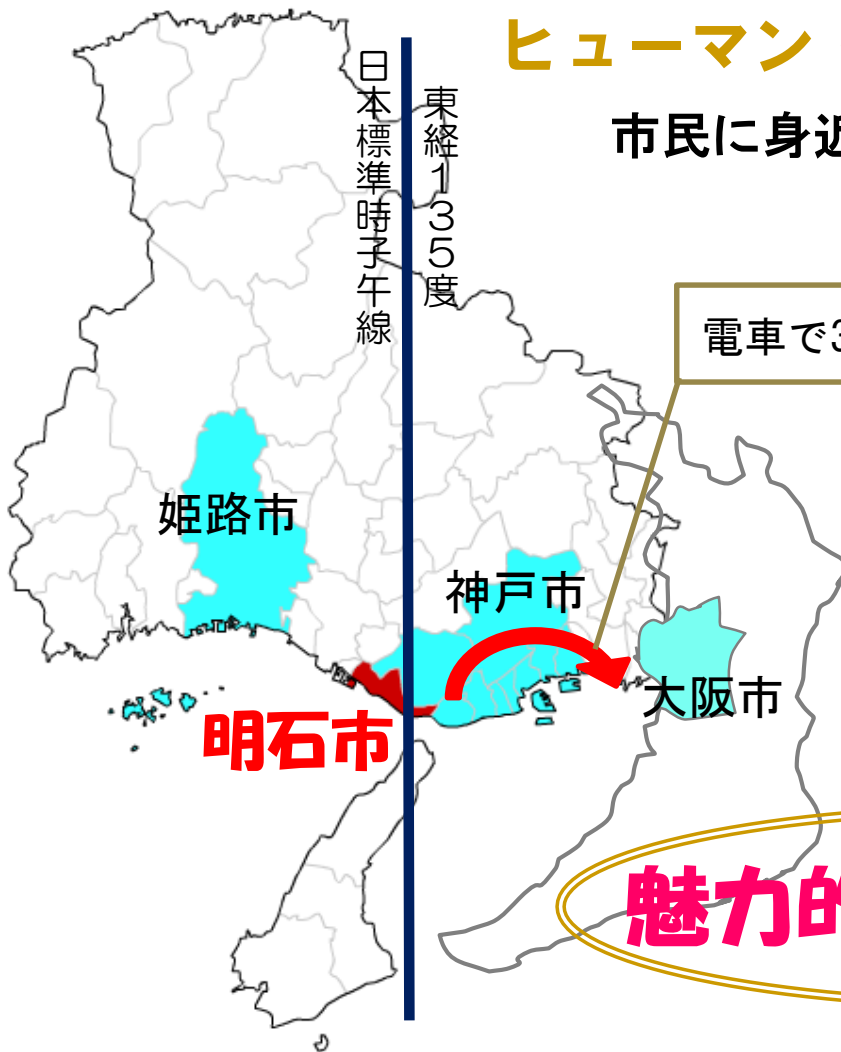 ヒューマン
市民に身近
日本標準時子午線
東経135度
電車で3
姫路市
神戸市
大阪市
明石市
魅力的